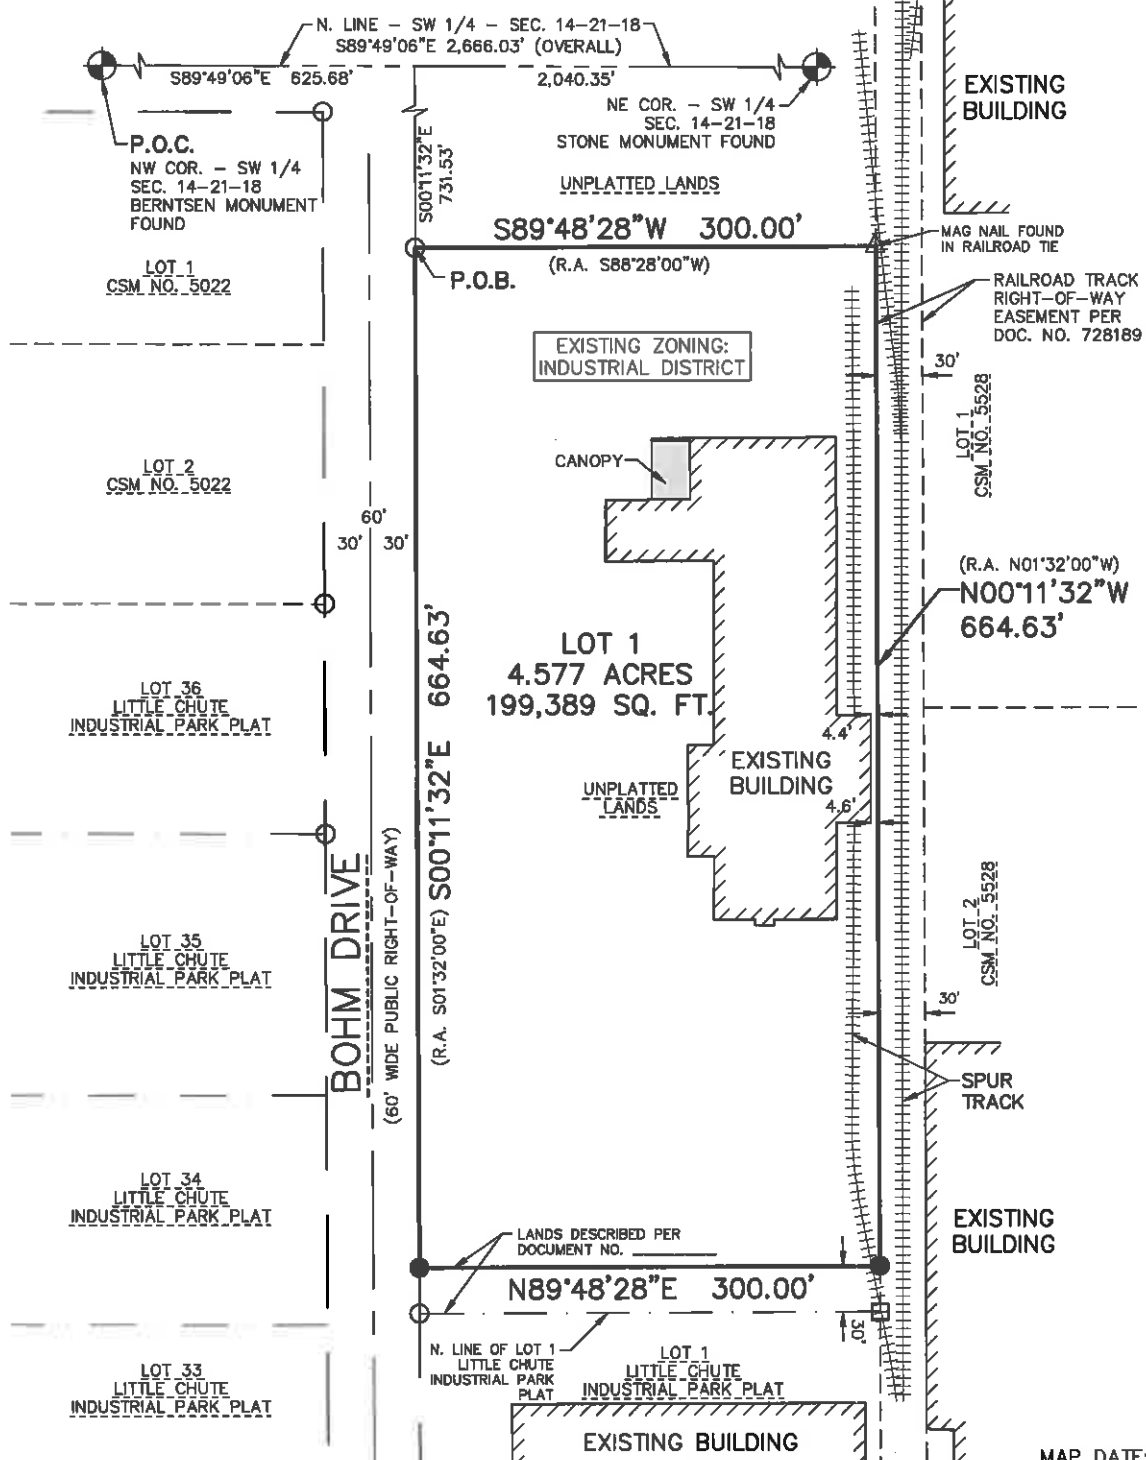 N. LINE – SW 1/4 – SEC. 14–21–18
S89°49'06"E 2,666.03' (OVERALL)
S89°49'06"E 625.68'
2,040.35'
P.O.C.
NW COR. – SW 1/4
SEC. 14–21–18
BERNTSEN MONUMENT
FOUND
NE COR. – SW 1/4
SEC. 14–21–18
STONE MONUMENT FOUND
EXISTING
BUILDING
S00°11'32"E
731.53'
UNPLATTED LANDS
S89°48'28"W 300.00'
(R.A. S88°28'00"W)
P.O.B.
MAG NAIL FOUND
IN RAILROAD TIE
RAILROAD TRACK
RIGHT–OF–WAY
EASEMENT PER
DOC. NO. 728189
LOT 1
CSM NO. 5022
EXISTING ZONING:
INDUSTRIAL DISTRICT
30'
LOT 1
CSM NO. 5528
CANOPY
LOT 2
CSM NO. 5022
60'
30' 30'
(R.A. N01°32'00"W)
N00°11'32"W
664.63'
LOT 1
4.577 ACRES
199,389 SQ. FT.
LOT 36
LITTLE CHUTE
INDUSTRIAL PARK PLAT
S00°11'32"E 664.63'
(R.A. S01°32'00"E)
4.4'
EXISTING
BUILDING
4.6'
UNPLATTED
LANDS
BOHM DRIVE
(60' WIDE PUBLIC RIGHT–OF–WAY)
LOT 35
LITTLE CHUTE
INDUSTRIAL PARK PLAT
LOT 2
CSM NO. 5528
30'
SPUR
TRACK
LOT 34
LITTLE CHUTE
INDUSTRIAL PARK PLAT
LANDS DESCRIBED PER
DOCUMENT NO. ________
EXISTING
BUILDING
N89°48'28"E 300.00'
30'
N. LINE OF LOT 1
LITTLE CHUTE
INDUSTRIAL PARK
PLAT
LOT 1
LITTLE CHUTE
INDUSTRIAL PARK PLAT
LOT 33
LITTLE CHUTE
INDUSTRIAL PARK PLAT
EXISTING BUILDING
MAP DATE: